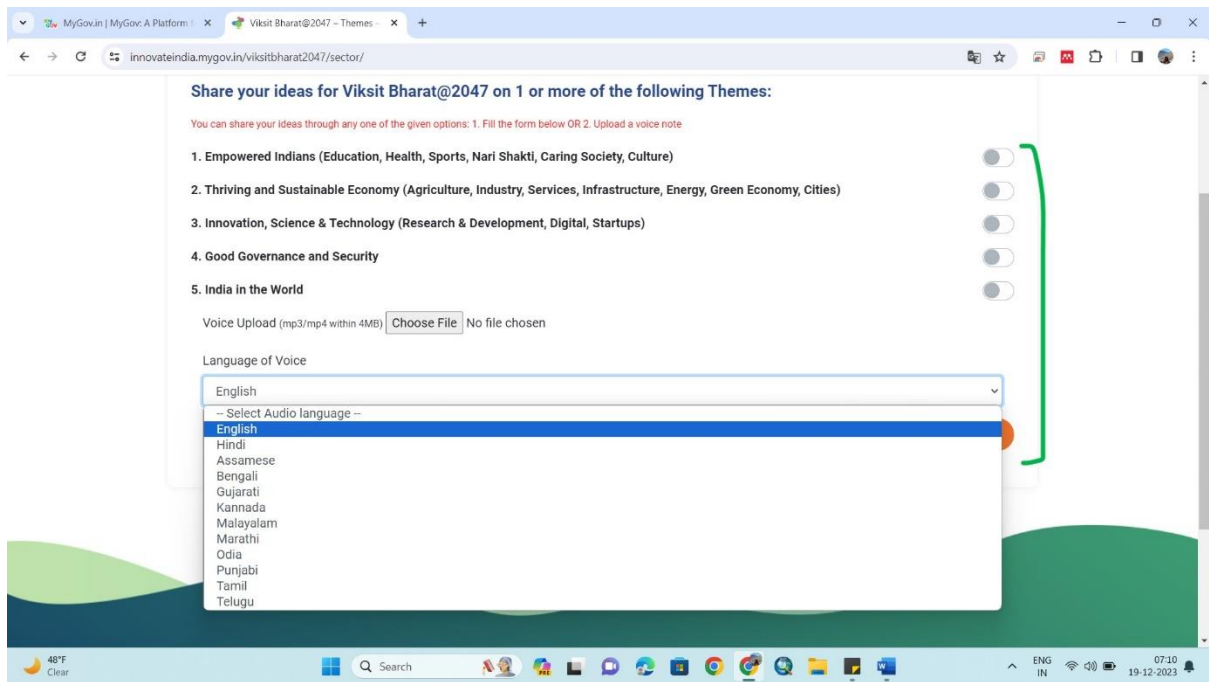 MyGov.in | MyGov: A Platform
Viksit Bharat@2047 – Themes –
innovateindia.mygov.in/viksitbharat2047/sector/
Share your ideas for Viksit Bharat@2047 on 1 or more of the following Themes:
You can share your ideas through any one of the given options: 1. Fill the form below OR 2. Upload a voice note
1. Empowered Indians (Education, Health, Sports, Nari Shakti, Caring Society, Culture)
2. Thriving and Sustainable Economy (Agriculture, Industry, Services, Infrastructure, Energy, Green Economy, Cities)
3. Innovation, Science & Technology (Research & Development, Digital, Startups)
4. Good Governance and Security
5. India in the World
Voice Upload (mp3/mp4 within 4MB) Choose File No file chosen
Language of Voice
English
-- Select Audio language --
English
Hindi
Assamese
Bengali
Gujarati
Kannada
Malayalam
Marathi
Odia
Punjabi
Tamil
Telugu
48°F
Clear
Search
ENG
IN
07:10
19-12-2023